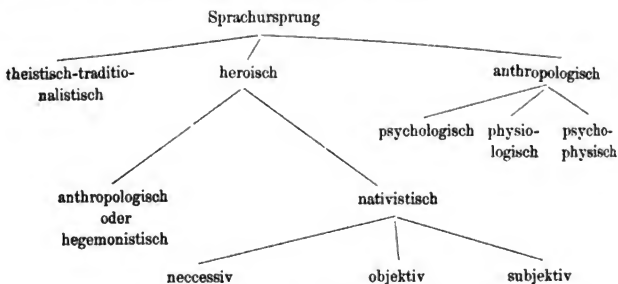 Sprachursprung
theistisch-traditio-
nalistisch
heroisch
anthropologisch
psychologisch physio-
logisch
psycho-
physisch
anthropologisch
oder
hegemonistisch
nativistisch
neccessiv objektiv subjektiv